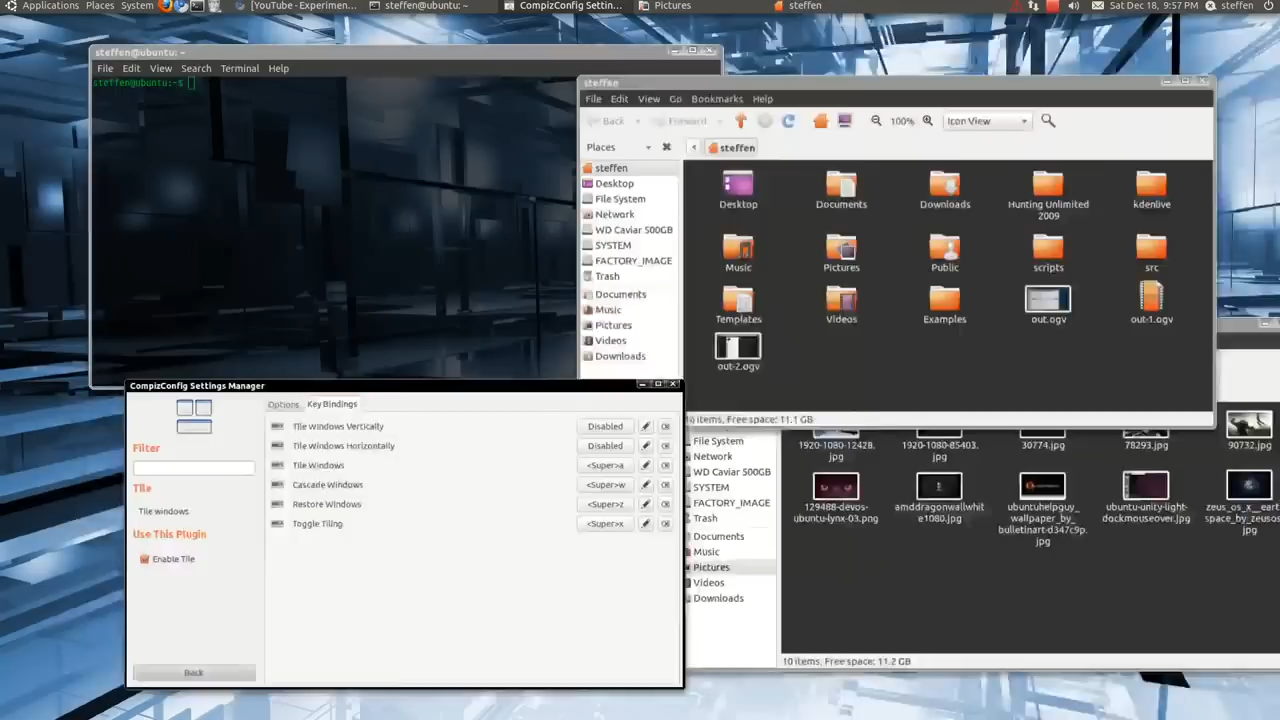 Applications Places System
[YouTube - Experimen...
steffen@ubuntu: ~
CompizConfig Settin...
Pictures
steffen
Sat Dec 18, 9:57 PM
steffen
steffen@ubuntu: ~
File Edit View Search Terminal Help
steffen@ubuntu:~$
steffen
File Edit View Go Bookmarks Help
Back
Forward
100%
Icon View
Places
steffen
steffen
Desktop
File System
Network
WD Caviar 500GB
SYSTEM
FACTORY_IMAGE
Trash
Documents
Music
Pictures
Videos
Downloads
Desktop
Documents
Downloads
Hunting Unlimited
2009
kdenlive
Music
Pictures
Public
scripts
src
Templates
Videos
Examples
out.ogv
out-1.ogv
out-2.ogv
items, Free space: 11.1 GB
CompizConfig Settings Manager
Filter
Tile
Tile windows
Use This Plugin
Enable Tile
Back
Options
Key Bindings
Tile Windows Vertically
Disabled
Tile Windows Horizontally
Disabled
Tile Windows
<Super>a
Cascade Windows
<Super>w
Restore Windows
<Super>z
Toggle Tiling
<Super>x
File System
Network
WD Caviar 500GB
SYSTEM
FACTORY_IMAGE
Trash
Documents
Music
Pictures
Videos
Downloads
1920-1080-12428.
jpg
1920-1080-85403.
jpg
30774.jpg
78293.jpg
90732.jpg
129488-devos-
ubuntu-lynx-03.png
amddragonwallwhit
e1080.jpg
ubuntuhelpguy_
wallpaper_by_
bulletinart-d347c9p.
jpg
ubuntu-unity-light-
dockmouseover.jpg
zeus_os_x__eart
space_by_zeusos
jpg
10 items, Free space: 11.2 GB